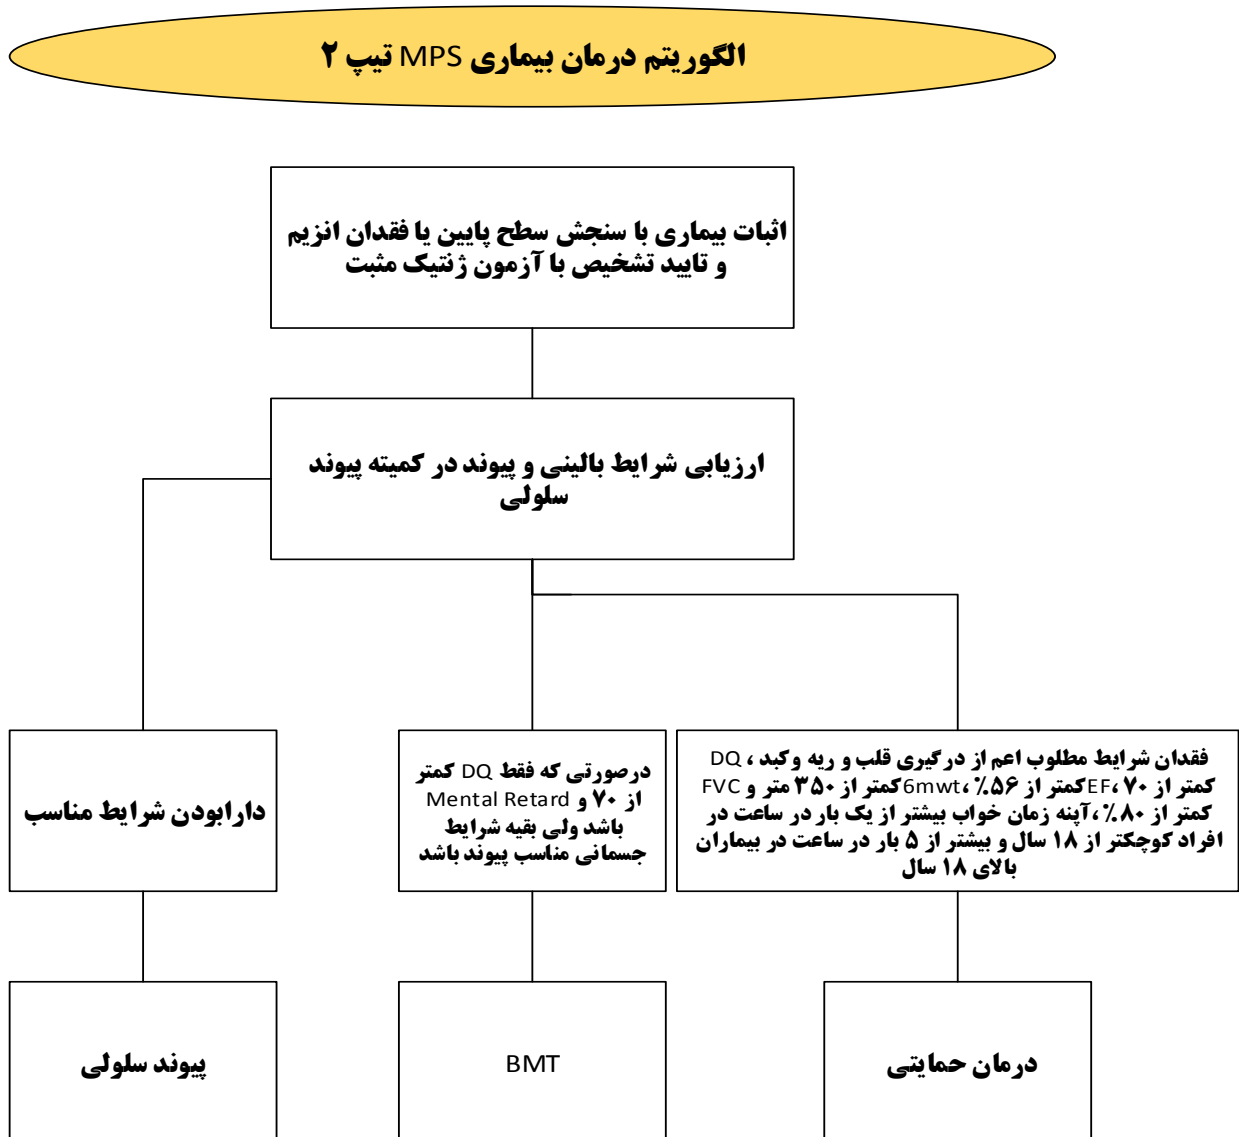 الگوریتم درمان بیماری MPS تیپ ۲
اثبات بیماری با سنجش سطح پایین یا فقدان انزیم
و تایید تشخیص با آزمون ژنتیک مثبت
ارزیابی شرایط بالینی و پیوند در کمیته پیوند
سلولی
فقدان شرایط مطلوب اعم از درگیری قلب و ریه وکبد ، DQ
کمتر از ۷۰ ،EFکمتر از ۵۶٪ ،6mwtکمتر از ۳۵۰ متر و FVC
کمتر از ۸۰٪ ،آپنه زمان خواب بیشتر از یک بار در ساعت در
افراد کوچکتر از ۱۸ سال و بیشتر از ۵ بار در ساعت در بیماران
بالای ۱۸ سال
درصورتی که فقط DQ کمتر
از ۷۰ و Mental Retard
باشد ولی بقیه شرایط
جسمانی مناسب پیوند باشد
دارابودن شرایط مناسب
درمان حمایتی
BMT
پیوند سلولی